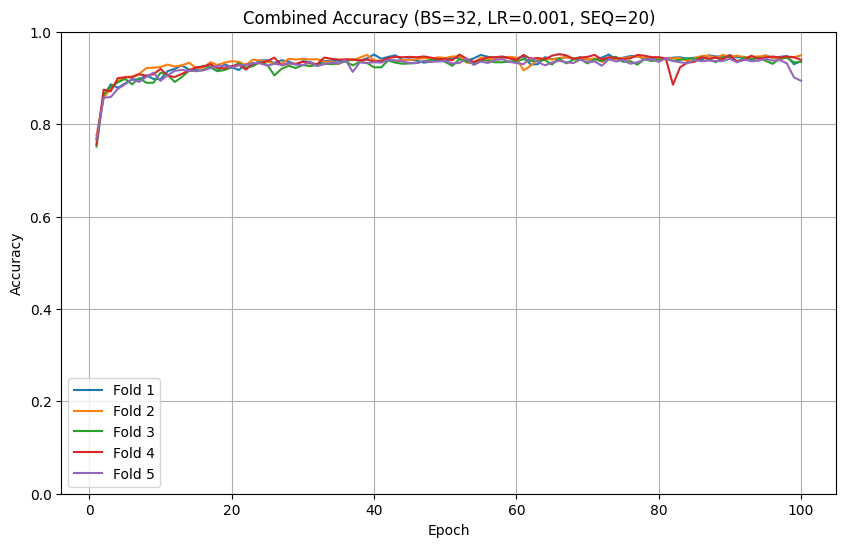 Combined Accuracy (BS=32, LR=0.001, SEQ=20)
1.0
0.8
0.6
0.4
0.2
0.0
Accuracy
Fold 1
Fold 2
Fold 3
Fold 4
Fold 5
0 20 40 60 80 100
Epoch